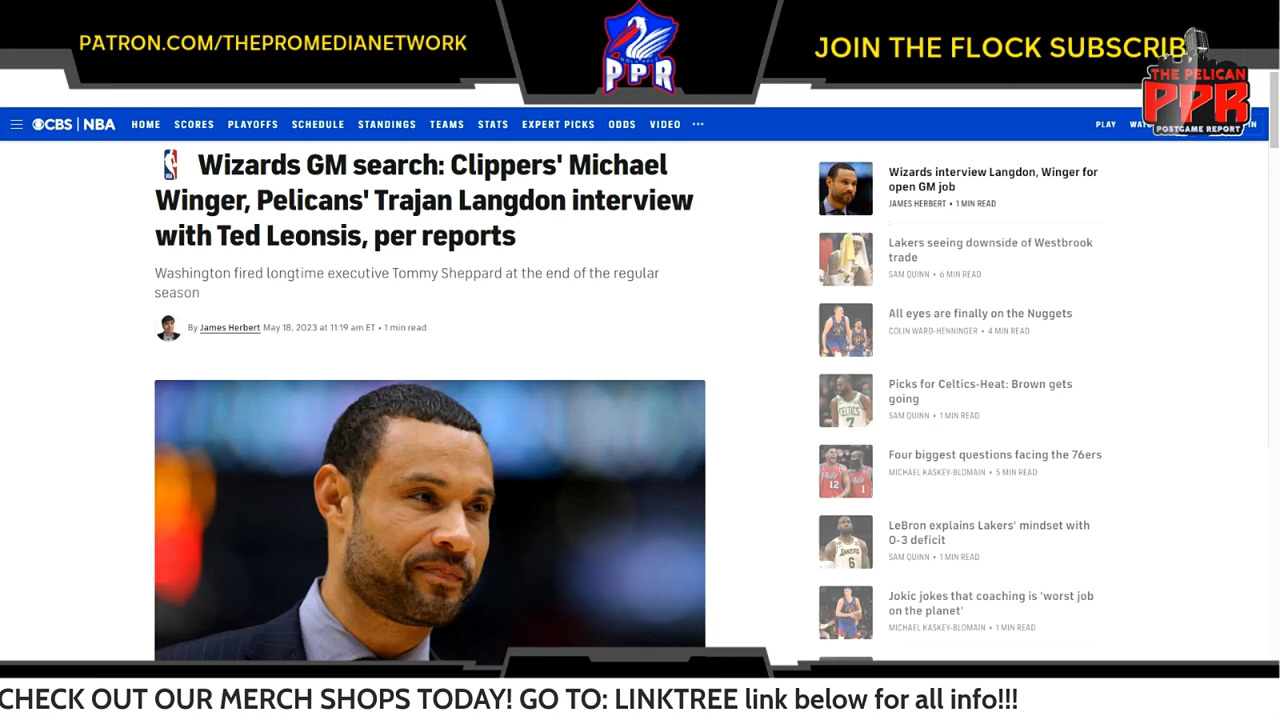 PATRON.COM/THEPROMEDIANETWORK
PPR
JOIN THE FLOCK SUBSCRIB
THE PELICAN
PPR
POSTGAME REPORT
CBS | NBA HOME SCORES PLAYOFFS SCHEDULE STANDINGS TEAMS STATS EXPERT PICKS ODDS VIDEO ••• PLAY
Wizards GM search: Clippers' Michael
Winger, Pelicans' Trajan Langdon interview
with Ted Leonsis, per reports
Washington fired longtime executive Tommy Sheppard at the end of the regular
season
By James Herbert May 18, 2023 at 11:19 am ET • 1 min read
Wizards interview Langdon, Winger for
open GM job
JAMES HERBERT • 1 MIN READ
Lakers seeing downside of Westbrook
trade
SAM QUINN • 6 MIN READ
All eyes are finally on the Nuggets
COLIN WARD-HENNINGER • 4 MIN READ
Picks for Celtics-Heat: Brown gets
going
SAM QUINN • 1 MIN READ
Four biggest questions facing the 76ers
MICHAEL KASKEY-BLOMAIN • 5 MIN READ
LeBron explains Lakers' mindset with
0-3 deficit
SAM QUINN • 1 MIN READ
Jokic jokes that coaching is 'worst job
on the planet'
MICHAEL KASKEY-BLOMAIN • 1 MIN READ
CHECK OUT OUR MERCH SHOPS TODAY! GO TO: LINKTREE link below for all info!!!